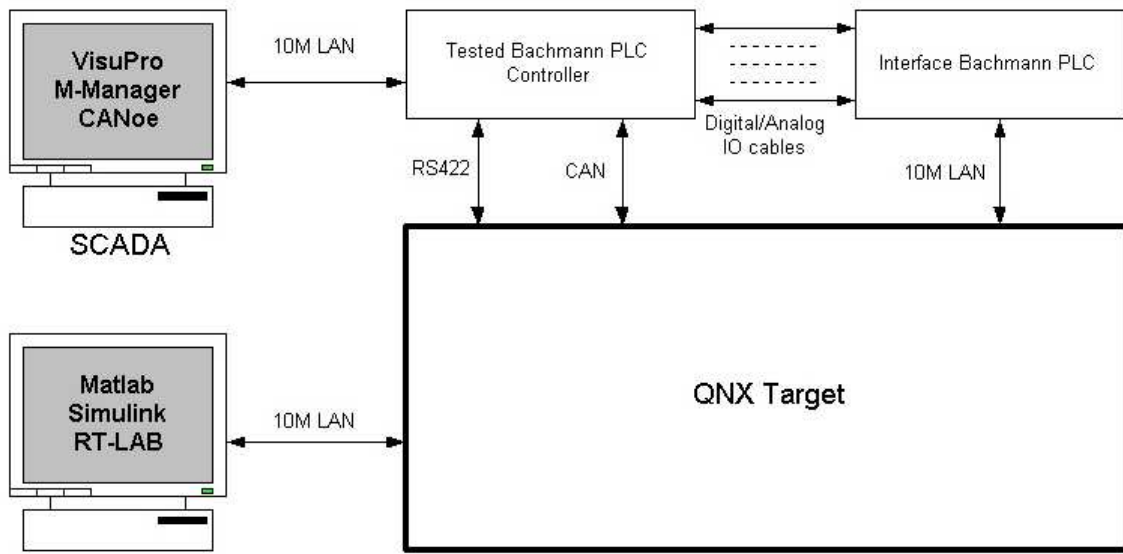 VisuPro
M-Manager
CANoe
SCADA
10M LAN
Tested Bachmann PLC
Controller
Digital/Analog
IO cables
Interface Bachmann PLC
RS422
CAN
10M LAN
Matlab
Simulink
RT-LAB
10M LAN
QNX Target